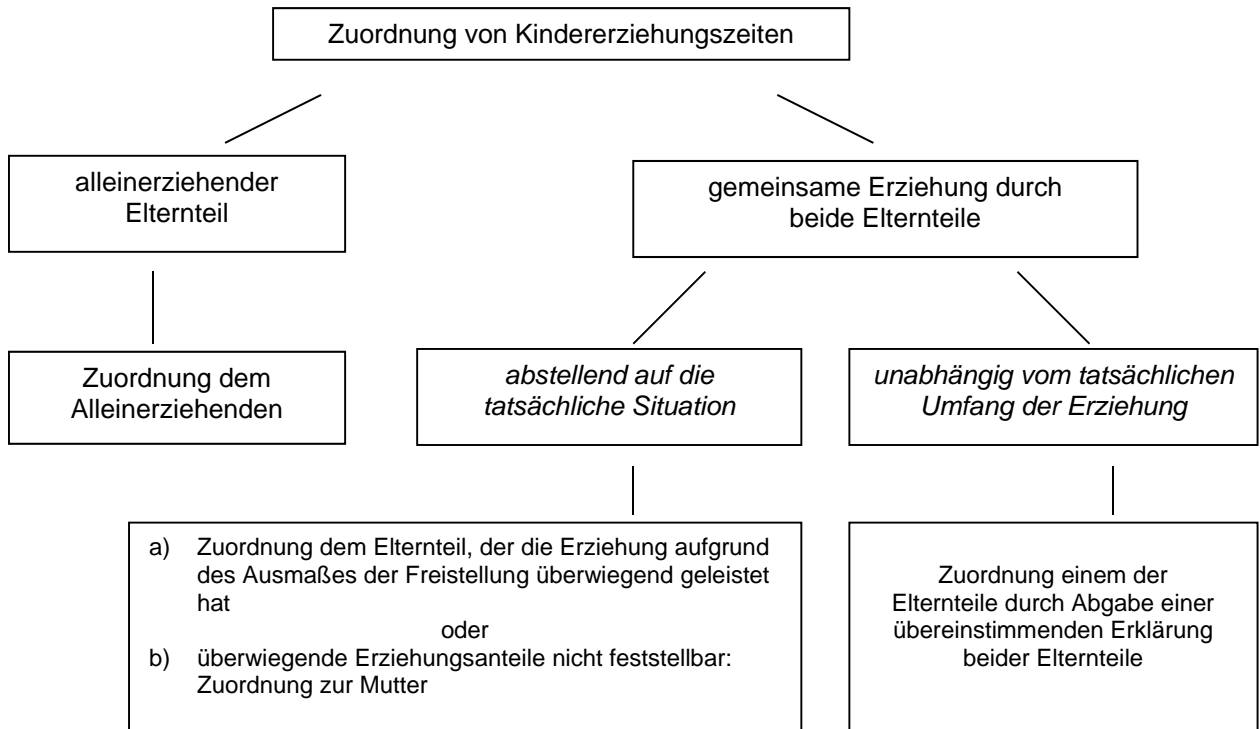 Zuordnung von Kindererziehungszeiten
alleinerziehender
Elternteil
gemeinsame Erziehung durch
beide Elternteile
Zuordnung dem
Alleinerziehenden
abstellend auf die
tatsächliche Situation
unabhängig vom tatsächlichen
Umfang der Erziehung
a) Zuordnung dem Elternteil, der die Erziehung aufgrund
des Ausmaßes der Freistellung überwiegend geleistet
hat
oder
b) überwiegende Erziehungsanteile nicht feststellbar:
Zuordnung zur Mutter
Zuordnung einem der
Elternteile durch Abgabe einer
übereinstimmenden Erklärung
beider Elternteile